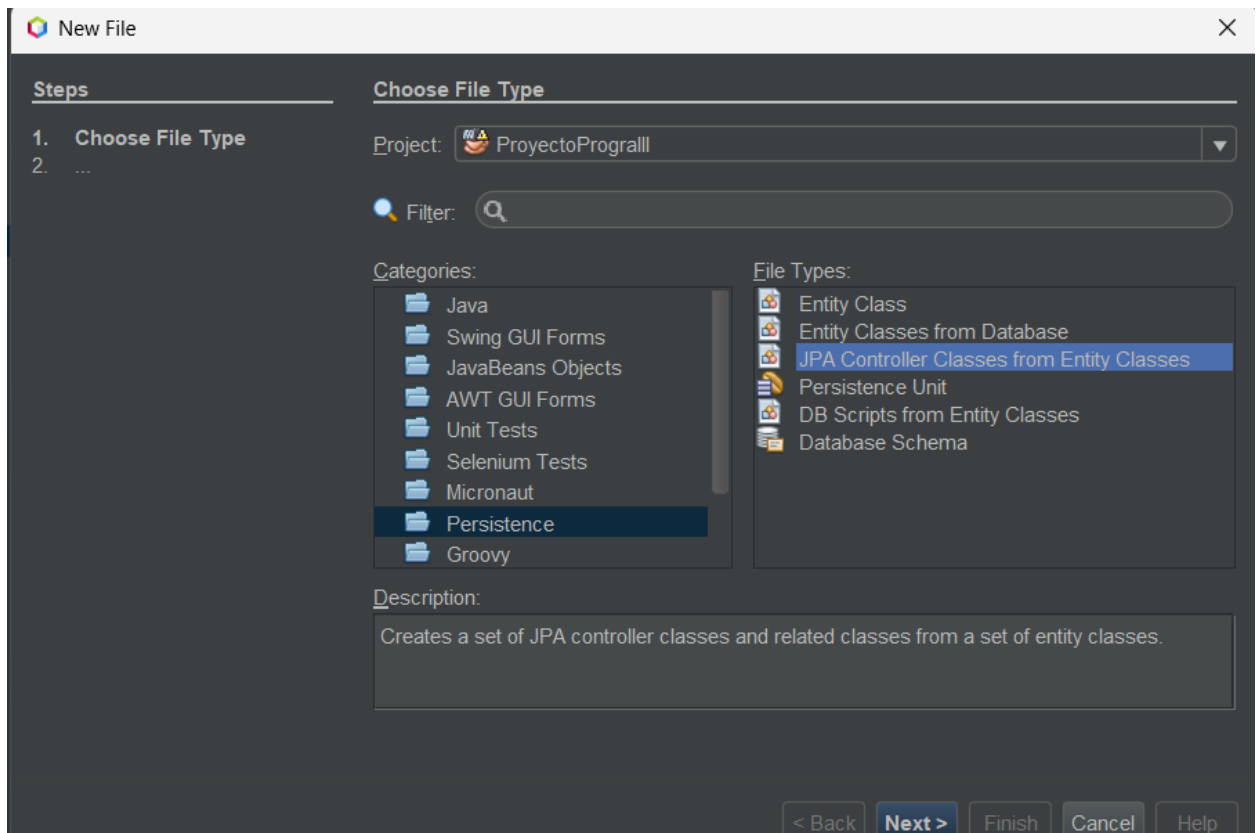 New File
Steps
1. Choose File Type
2. ...
Choose File Type
Project: ProyectoProgralll
Filter:
Categories:
Java
Swing GUI Forms
JavaBeans Objects
AWT GUI Forms
Unit Tests
Selenium Tests
Micronaut
Persistence
Groovy
File Types:
Entity Class
Entity Classes from Database
JPA Controller Classes from Entity Classes
Persistence Unit
DB Scripts from Entity Classes
Database Schema
Description:
Creates a set of JPA controller classes and related classes from a set of entity classes.
< Back Next > Finish Cancel Help